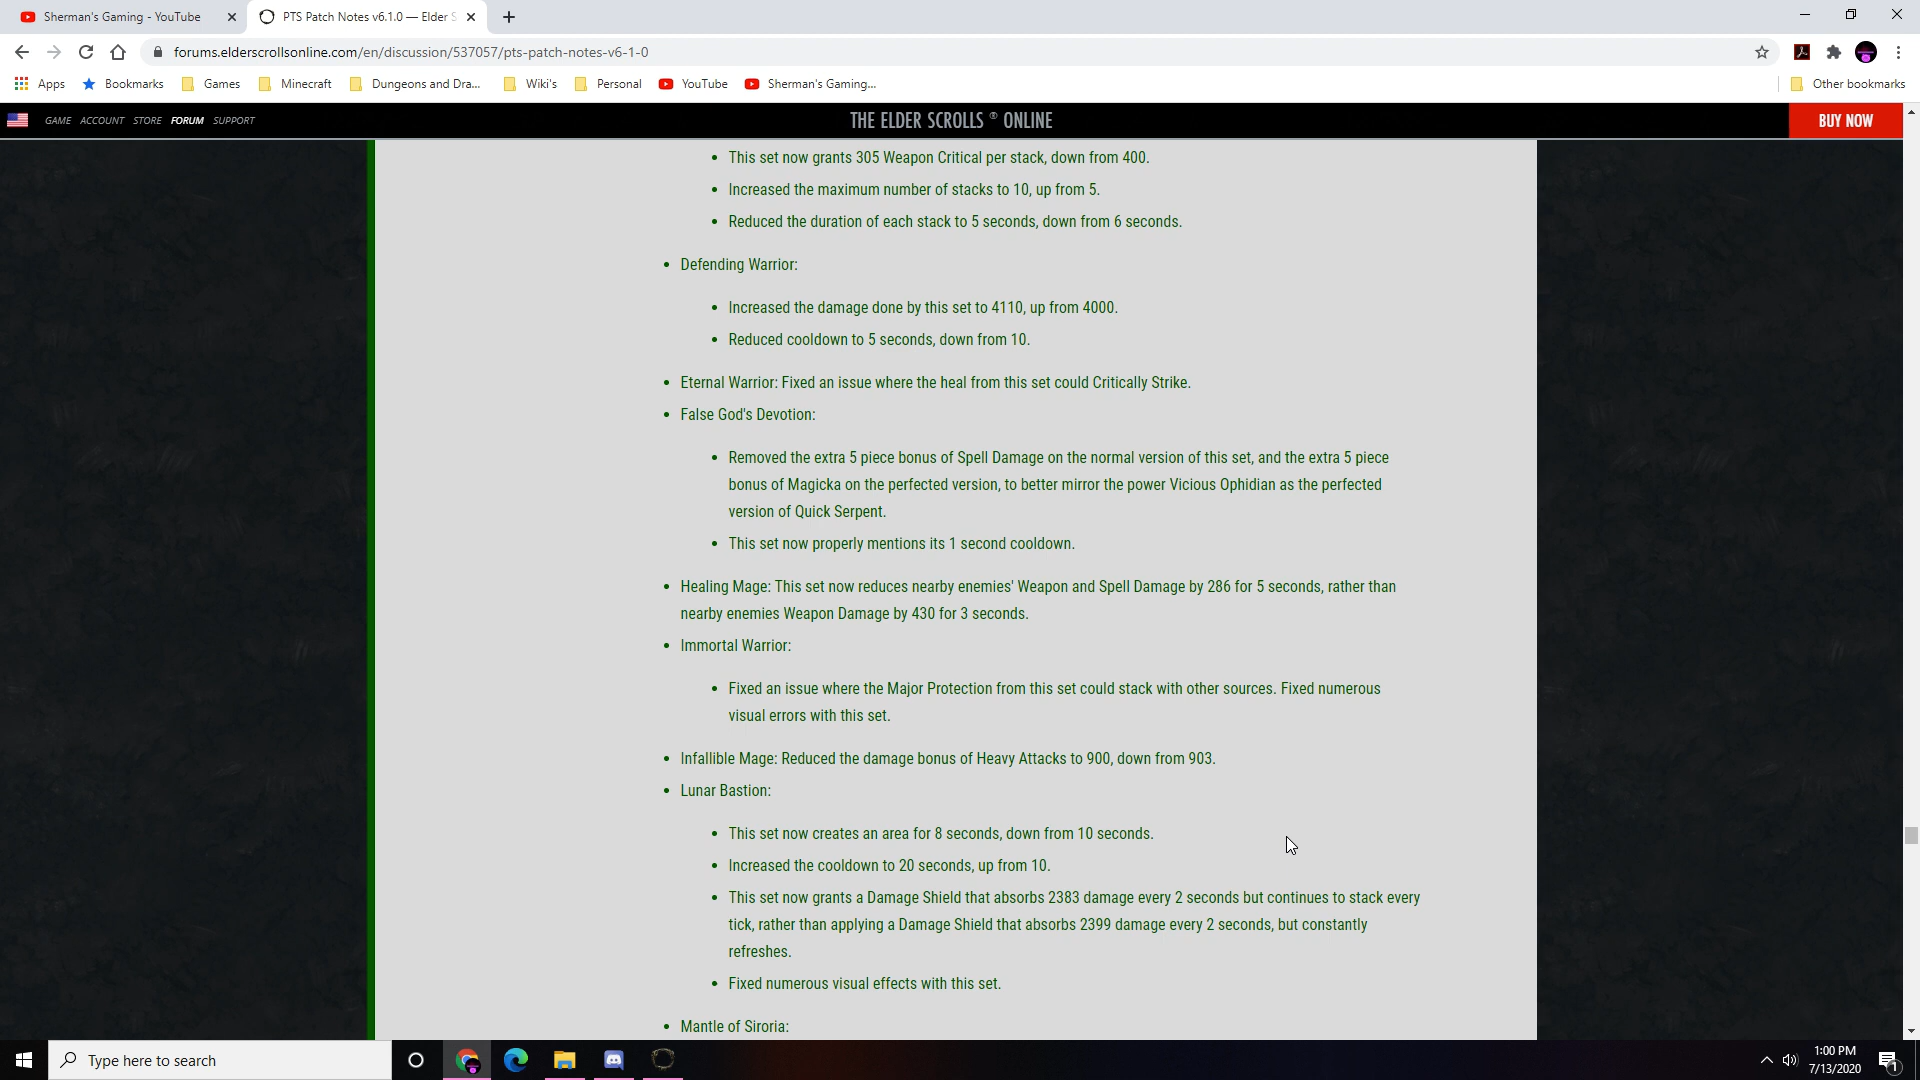 Sherman's Gaming - YouTube
PTS Patch Notes v6.1.0 — Elder S
forums.elderscrollsonline.com/en/discussion/537057/pts-patch-notes-v6-1-0
Apps Bookmarks Games Minecraft Dungeons and Dra... Wiki's Personal YouTube Sherman's Gaming... Other bookmarks
GAME ACCOUNT STORE FORUM SUPPORT THE ELDER SCROLLS ® ONLINE BUY NOW
• This set now grants 305 Weapon Critical per stack, down from 400.
• Increased the maximum number of stacks to 10, up from 5.
• Reduced the duration of each stack to 5 seconds, down from 6 seconds.
• Defending Warrior:
• Increased the damage done by this set to 4110, up from 4000.
• Reduced cooldown to 5 seconds, down from 10.
• Eternal Warrior: Fixed an issue where the heal from this set could Critically Strike.
• False God's Devotion:
• Removed the extra 5 piece bonus of Spell Damage on the normal version of this set, and the extra 5 piece
bonus of Magicka on the perfected version, to better mirror the power Vicious Ophidian as the perfected
version of Quick Serpent.
• This set now properly mentions its 1 second cooldown.
• Healing Mage: This set now reduces nearby enemies' Weapon and Spell Damage by 286 for 5 seconds, rather than
nearby enemies Weapon Damage by 430 for 3 seconds.
• Immortal Warrior:
• Fixed an issue where the Major Protection from this set could stack with other sources. Fixed numerous
visual errors with this set.
• Infallible Mage: Reduced the damage bonus of Heavy Attacks to 900, down from 903.
• Lunar Bastion:
• This set now creates an area for 8 seconds, down from 10 seconds.
• Increased the cooldown to 20 seconds, up from 10.
• This set now grants a Damage Shield that absorbs 2383 damage every 2 seconds but continues to stack every
tick, rather than applying a Damage Shield that absorbs 2399 damage every 2 seconds, but constantly
refreshes.
• Fixed numerous visual effects with this set.
• Mantle of Siroria:
Type here to search
1:00 PM
7/13/2020
1